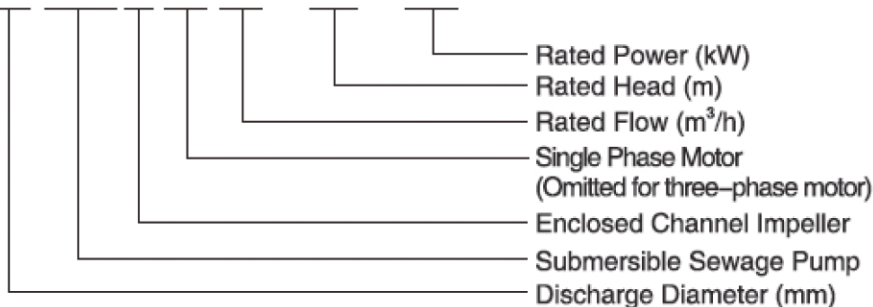 Rated Power (kW)
Rated Head (m)
Rated Flow (m³/h)
Single Phase Motor
(Omitted for three–phase motor)
Enclosed Channel Impeller
Submersible Sewage Pump
Discharge Diameter (mm)